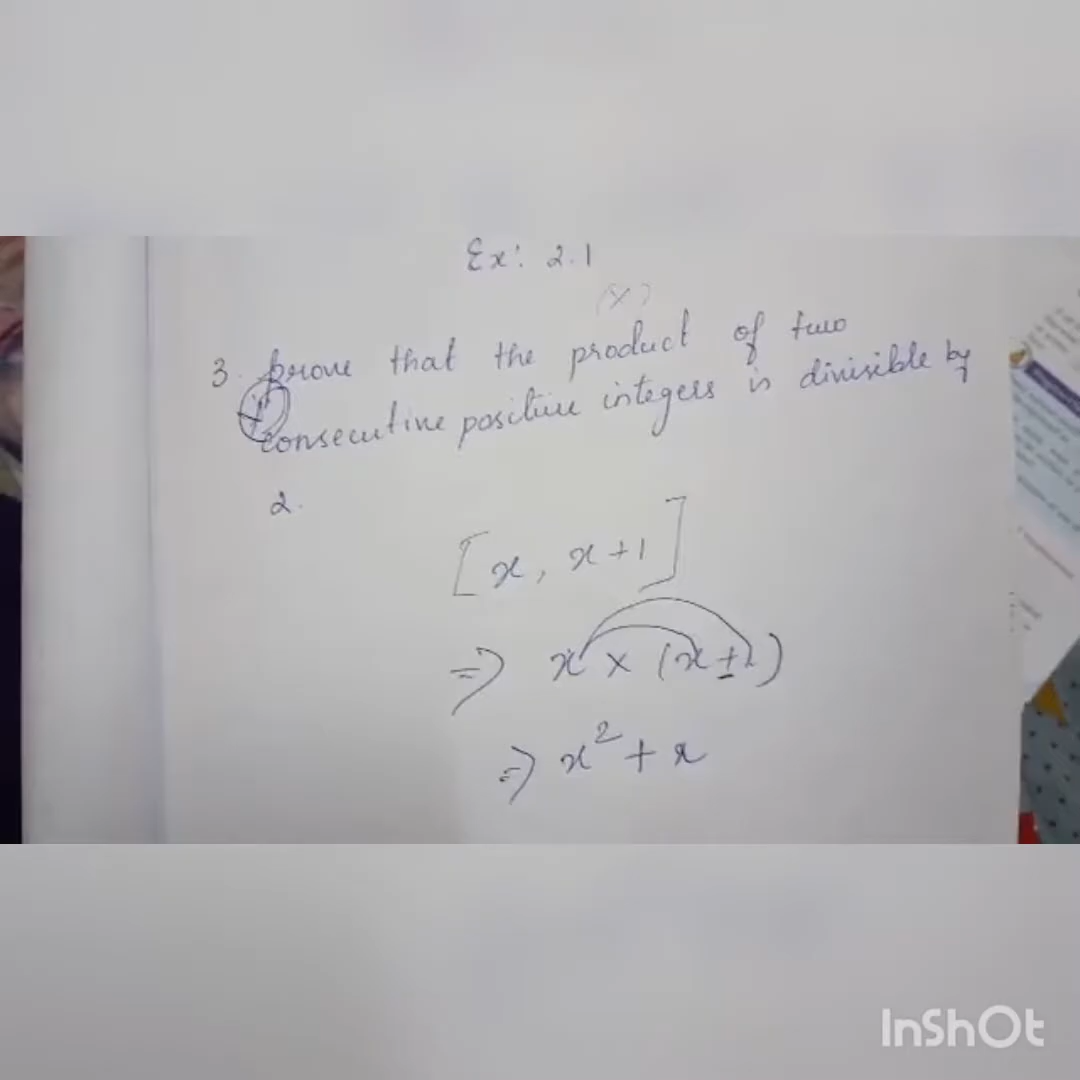 Ex: 2.1
(x)
3. prove that the product of two
consecutive positive integers is divisible by
2.
[x, x+1]
⇒ x × (x+1)
⇒ x² + x
InShOt